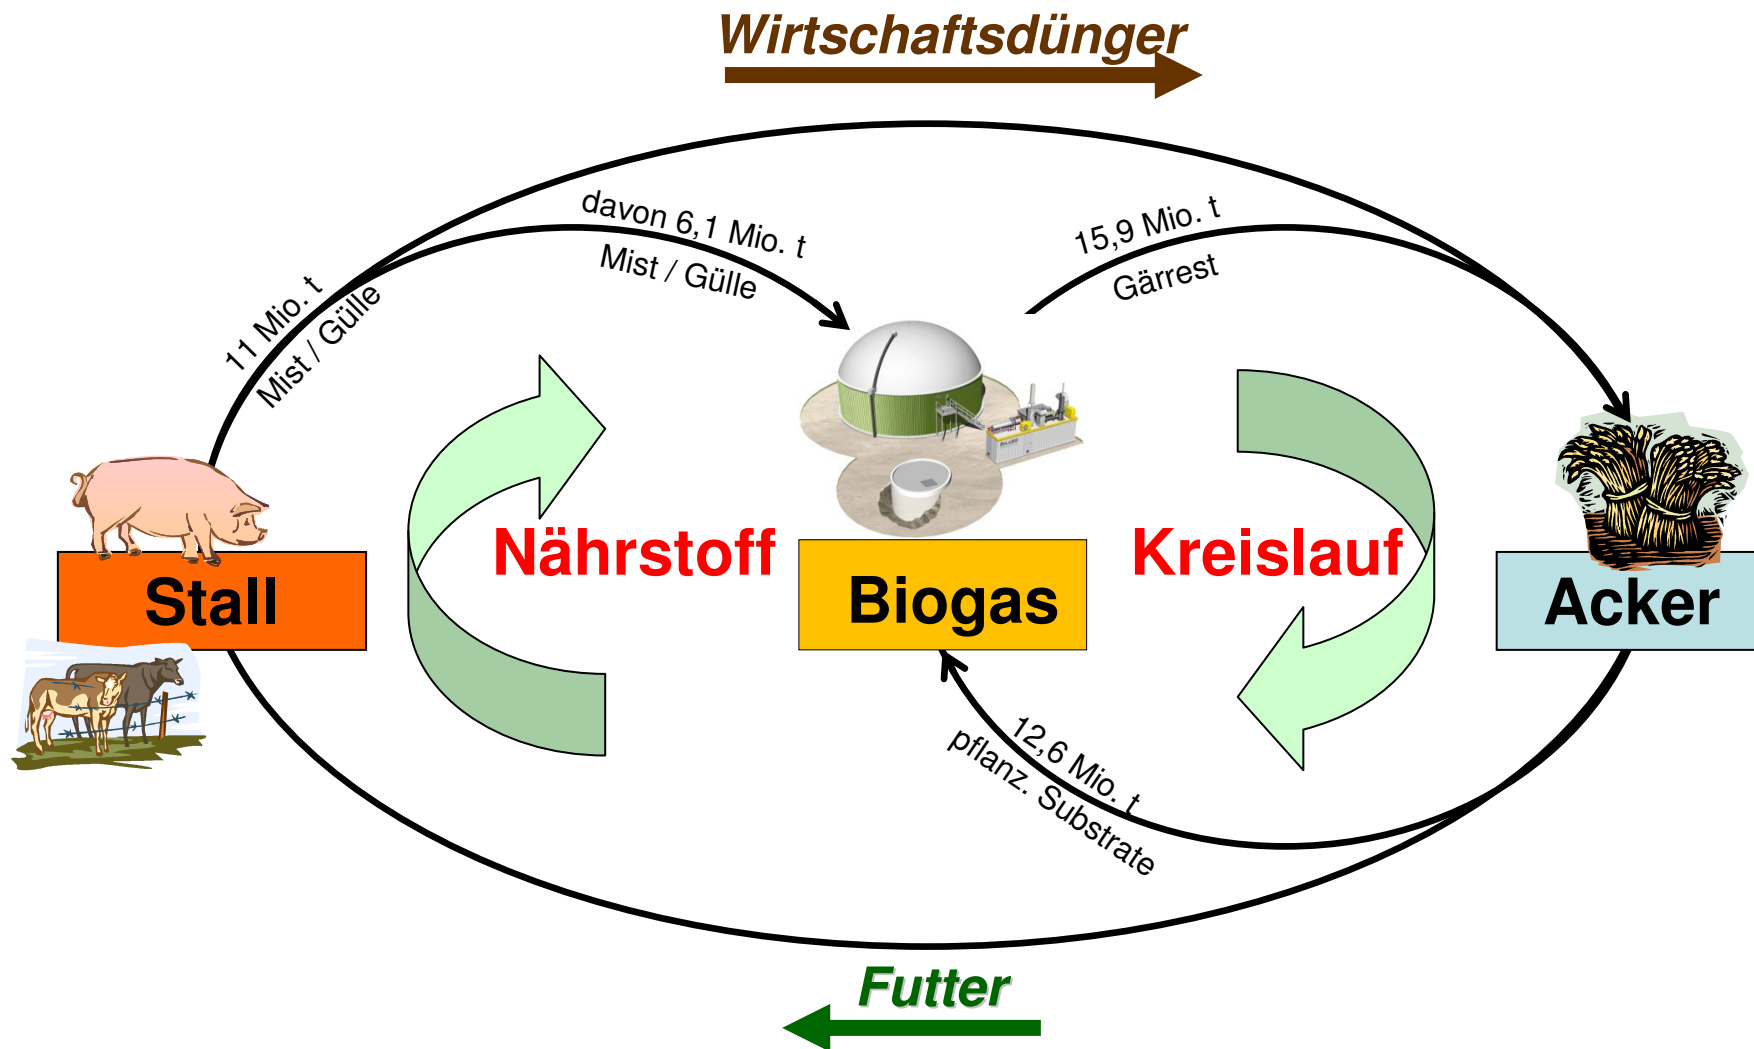 Wirtschaftsdünger
davon 6,1 Mio. t
Mist / Gülle
15,9 Mio. t
Gärrest
11 Mio. t
Mist / Gülle
Nährstoff
Kreislauf
Stall
Biogas
Acker
12,6 Mio. t
pflanz. Substrate
Futter